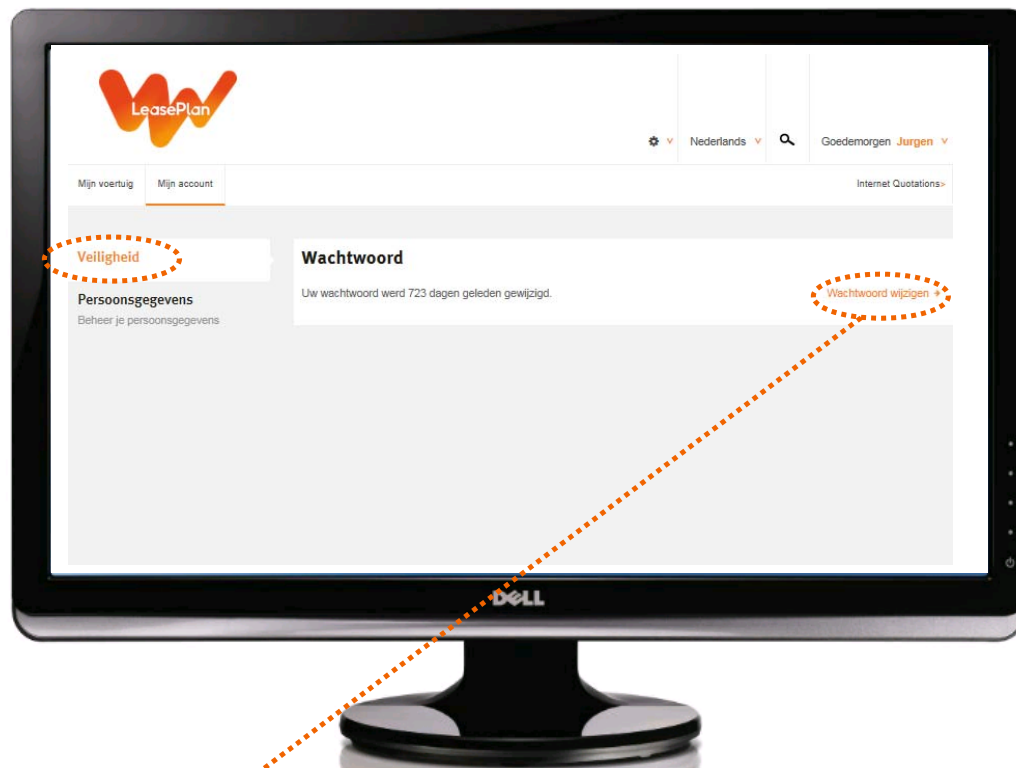 LeasePlan
Nederlands
Goedemorgen Jurgen
Mijn voertuig
Mijn account
Internet Quotations>
Veiligheid
Wachtwoord
Persoonsgegevens
Uw wachtwoord werd 723 dagen geleden gewijzigd.
Wachtwoord wijzigen
Beheer je persoonsgegevens
DELL